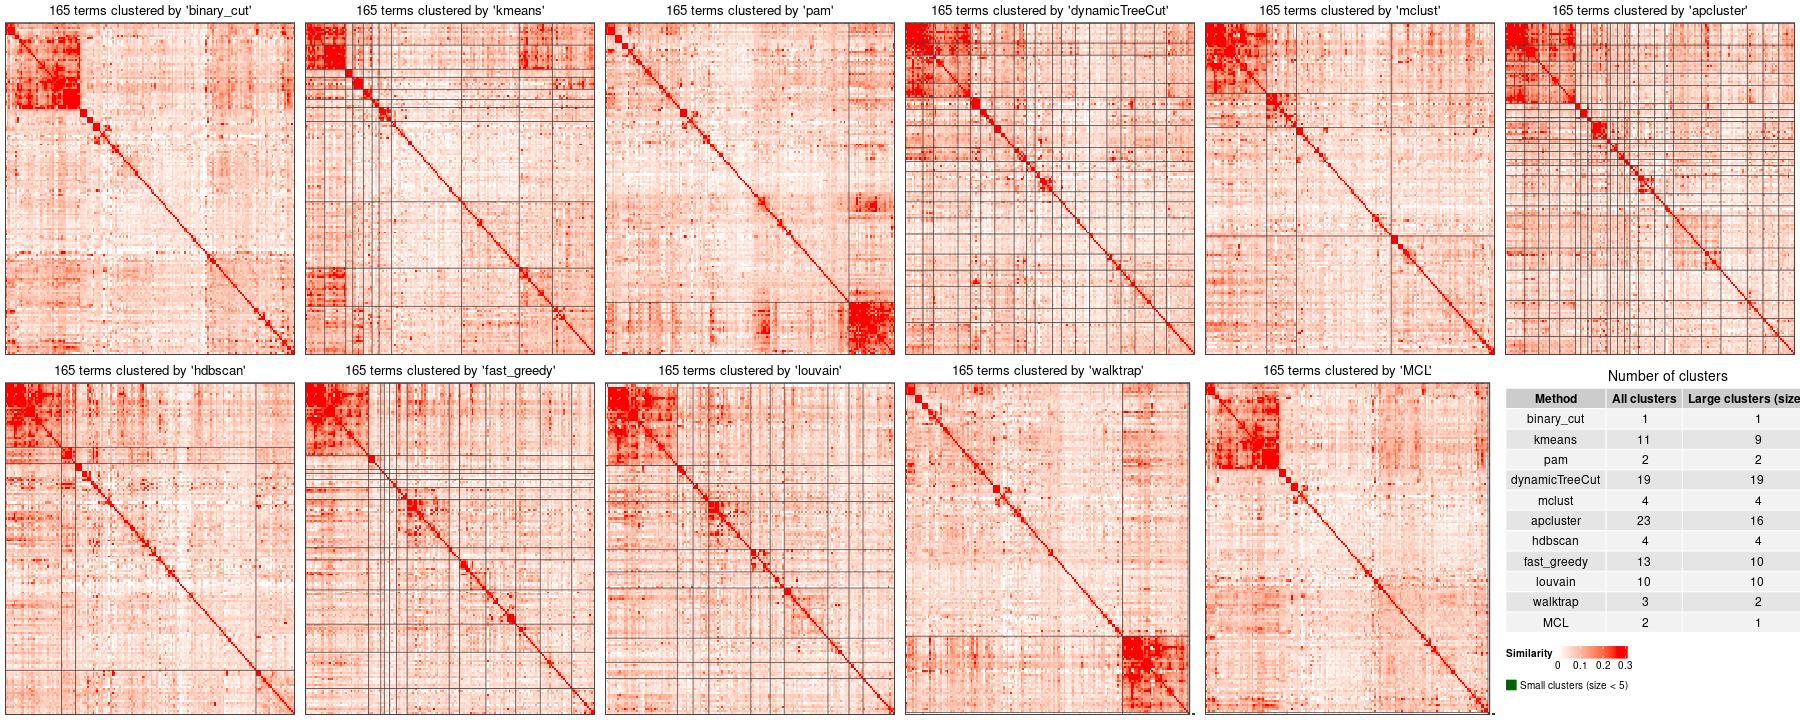 165 terms clustered by 'binary_cut'
165 terms clustered by 'kmeans'
165 terms clustered by 'pam'
165 terms clustered by 'dynamicTreeCut'
165 terms clustered by 'mclust'
165 terms clustered by 'apcluster'
165 terms clustered by 'hdbscan'
165 terms clustered by 'fast_greedy'
165 terms clustered by 'louvain'
165 terms clustered by 'walktrap'
165 terms clustered by 'MCL'
Number of clusters
Method All clusters Large clusters (size
binary_cut 1 1
kmeans 11 9
pam 2 2
dynamicTreeCut 19 19
mclust 4 4
apcluster 23 16
hdbscan 4 4
fast_greedy 13 10
louvain 10 10
walktrap 3 2
MCL 2 1
Similarity
0 0.1 0.2 0.3
Small clusters (size < 5)